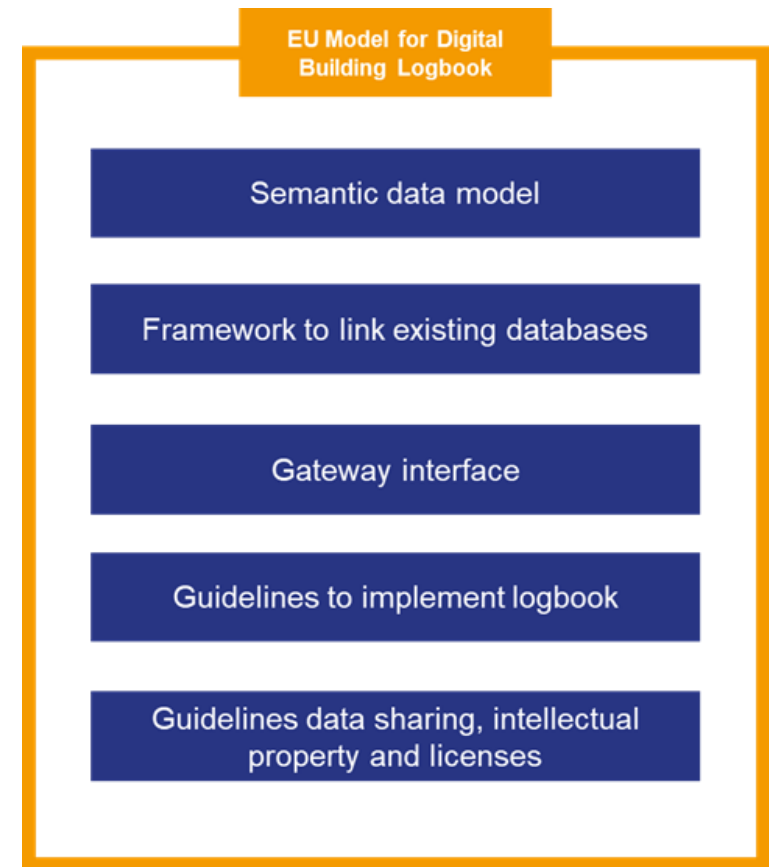 EU Model for Digital
Building Logbook
Semantic data model
Framework to link existing databases
Gateway interface
Guidelines to implement logbook
Guidelines data sharing, intellectual
property and licenses